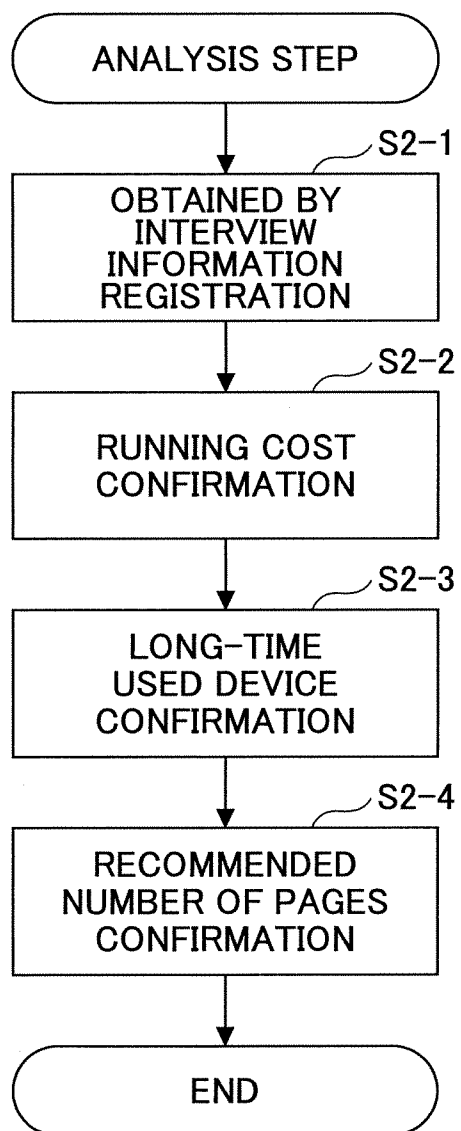 ANALYSIS STEP
S2-1
OBTAINED BY
INTERVIEW
INFORMATION
REGISTRATION
S2-2
RUNNING COST
CONFIRMATION
S2-3
LONG-TIME
USED DEVICE
CONFIRMATION
S2-4
RECOMMENDED
NUMBER OF PAGES
CONFIRMATION
END